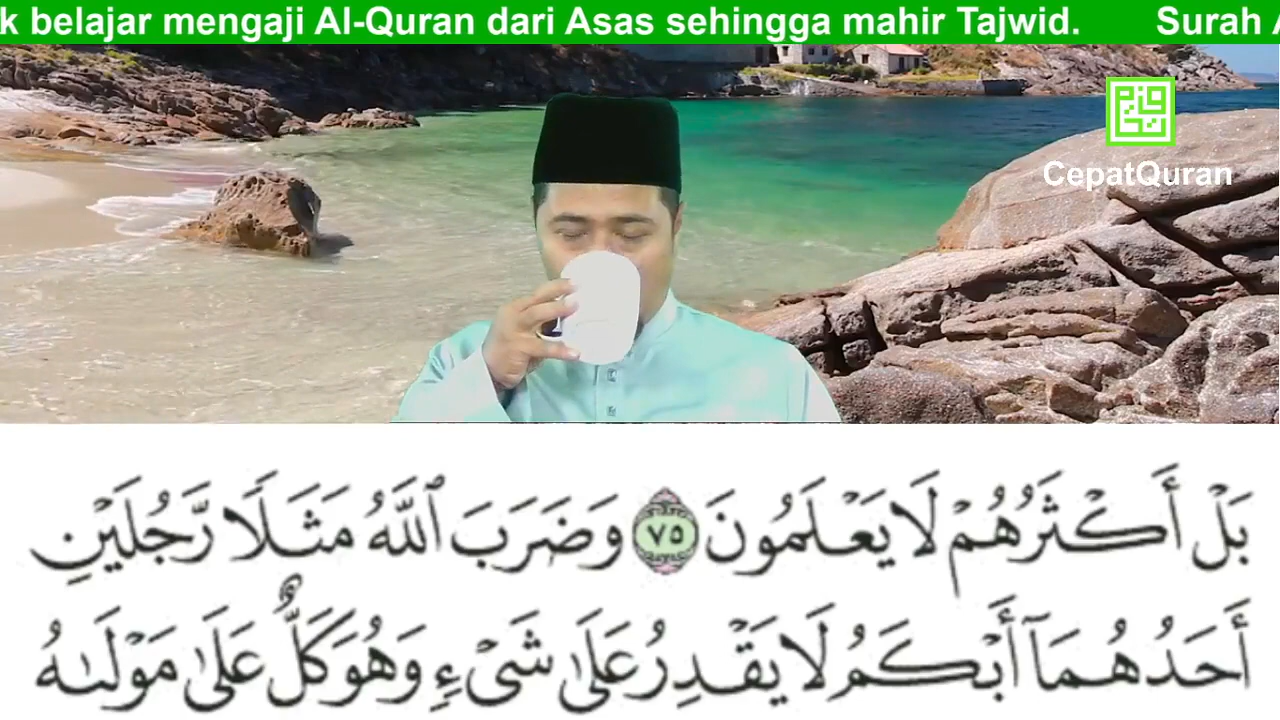 k belajar mengaji Al-Quran dari Asas sehingga mahir Tajwid. Surah A
CepatQuran
بَلْ أَكْثَرُهُمْ لَا يَعْلَمُونَ ٧٥ وَضَرَبَ ٱللَّهُ مَثَلًا رَّجُلَيْنِ
أَحَدُهُمَآ أَبْكَمُ لَا يَقْدِرُ عَلَىٰ شَىْءٍ وَهُوَ كَلٌّ عَلَىٰ مَوْلَىٰهُ